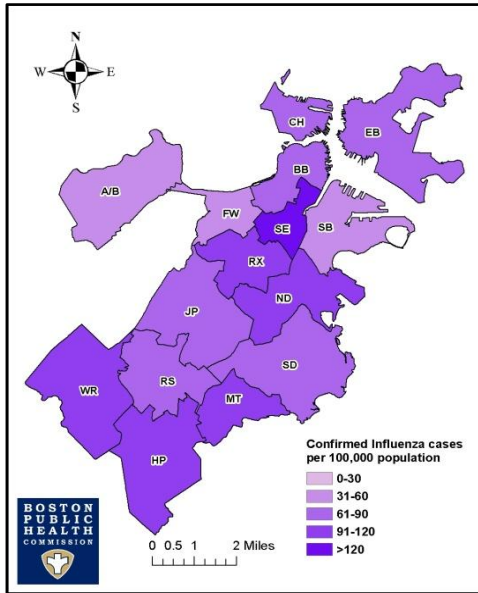 N
W E
S
CH
EB
BB
A/B
FW
SE
SB
RX
ND
JP
SD
RS
WR
MT
HP
Confirmed Influenza cases
per 100,000 population
0-30
31-60
61-90
91-120
>120
BOSTON
PUBLIC
HEALTH
COMMISSION
0 0.5 1 2 Miles